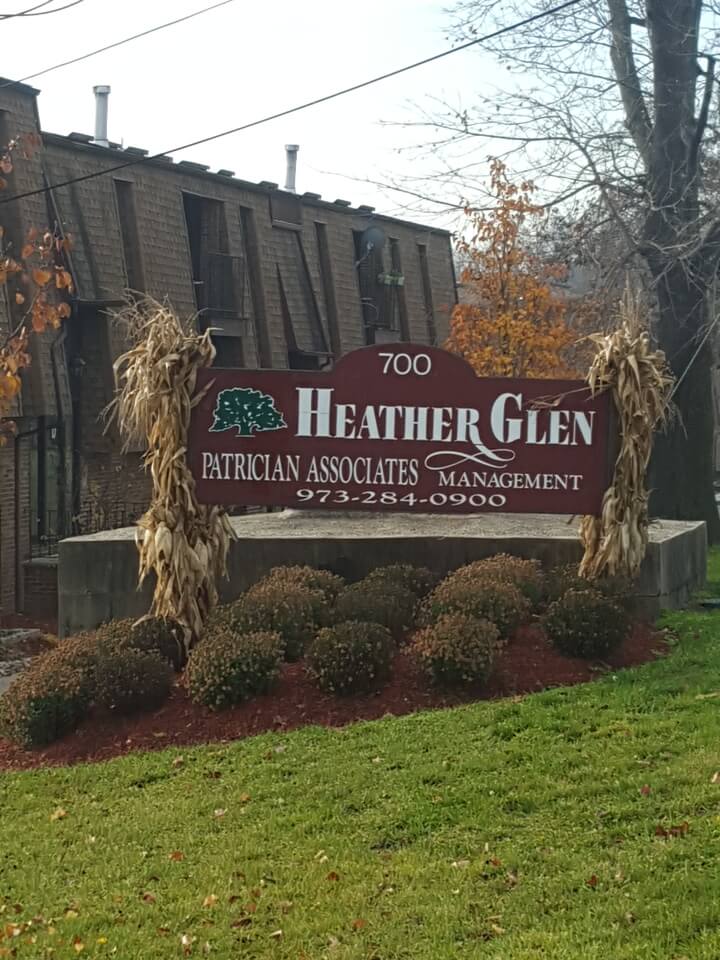 700
HEATHER GLEN
PATRICIAN ASSOCIATES MANAGEMENT
973-284-0900